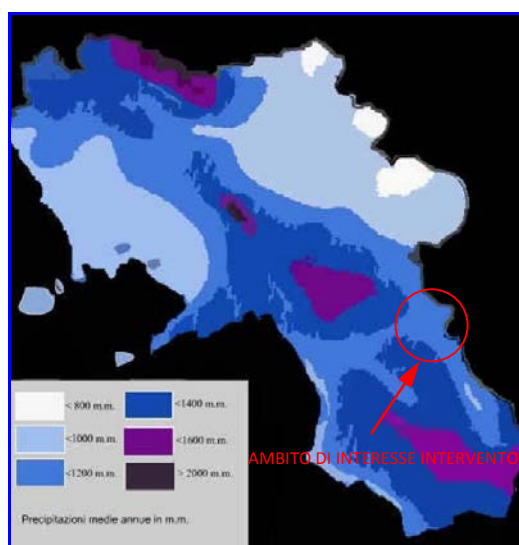 < 800 m.m.
<1400 m.m.
<1000 m.m.
<1600 m.m.
<1200 m.m.
> 2000 m.m.
AMBITO DI INTERESSE INTERVENTO
Precipitazioni medie annue in m.m.